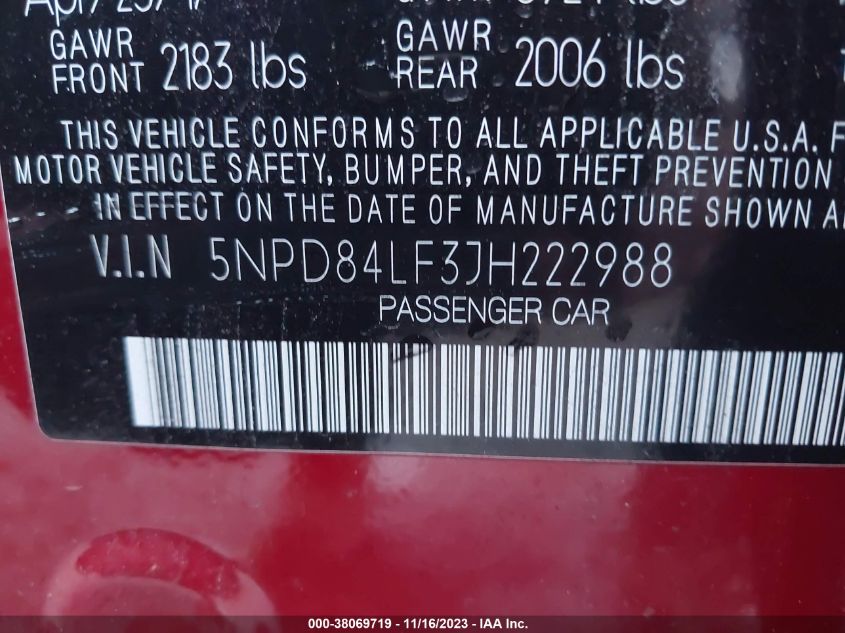 GAWR FRONT 2183 lbs GAWR REAR 2006 lbs
THIS VEHICLE CONFORMS TO ALL APPLICABLE U.S.A. F
MOTOR VEHICLE SAFETY, BUMPER, AND THEFT PREVENTION
IN EFFECT ON THE DATE OF MANUFACTURE SHOWN A
V.I.N 5NPD84LF3JH222988
PASSENGER CAR
000-38069719 - 11/16/2023 - IAA Inc.